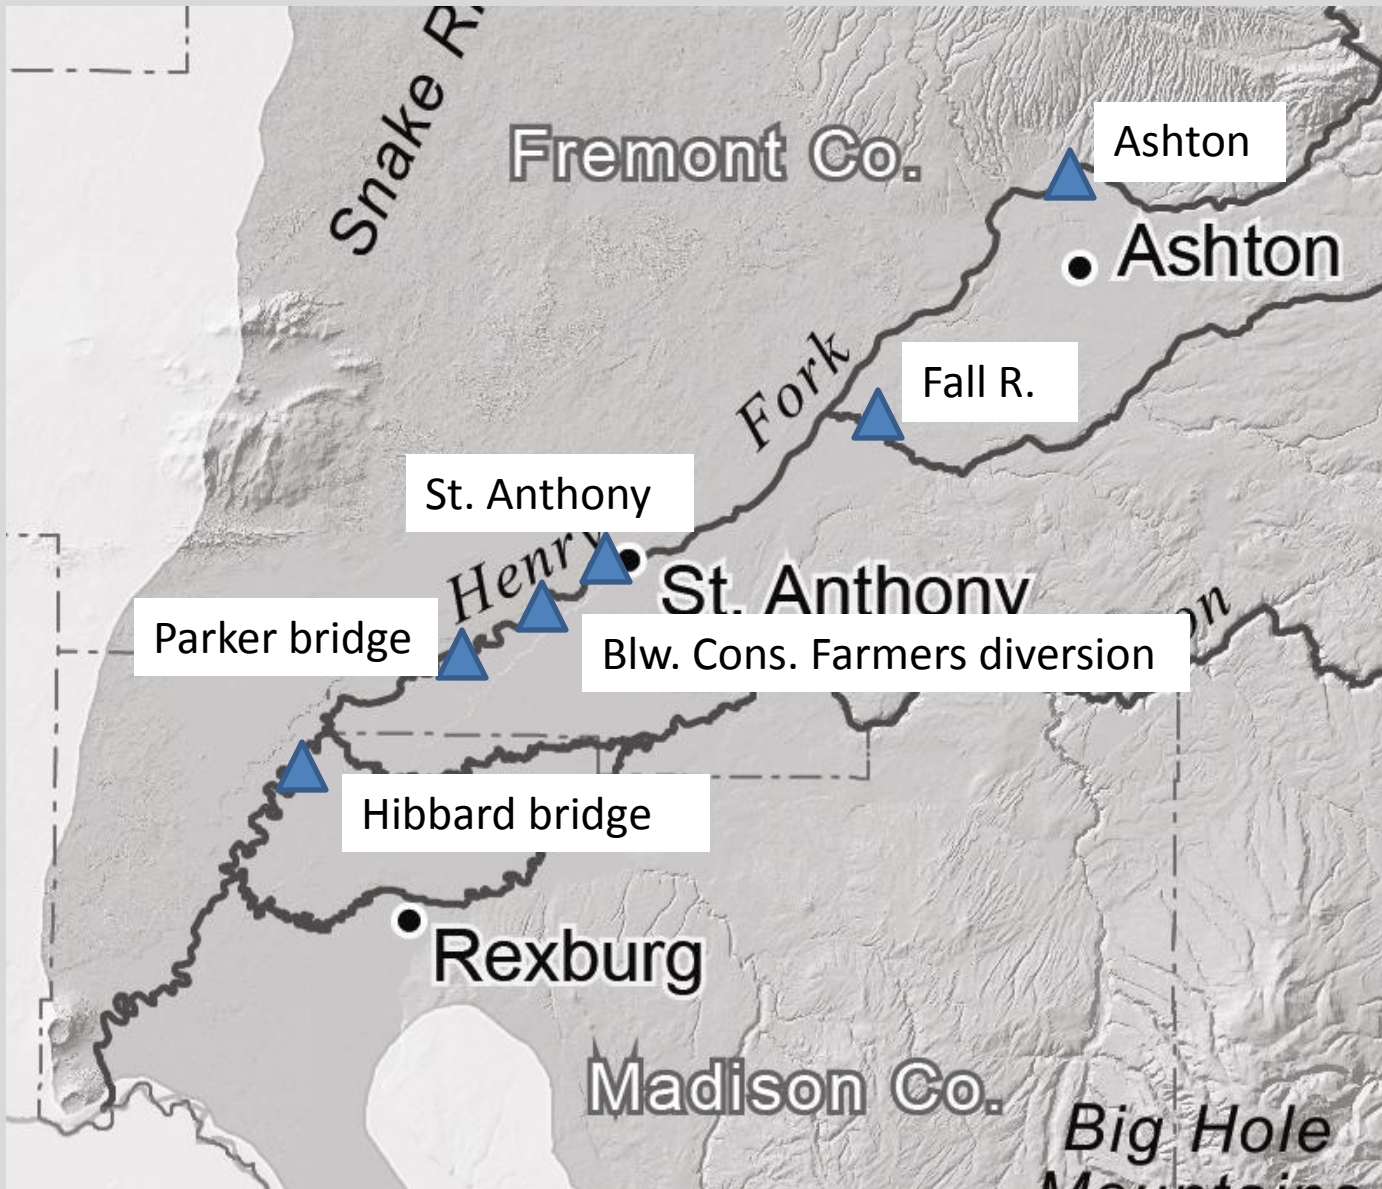 Snake
Fremont Co.
Ashton
Ashton
Fork
Fall R.
St. Anthony
Henry
St. Anthony
Parker bridge
Blw. Cons. Farmers diversion
Hibbard bridge
Rexburg
Madison Co.
Big Hole
Mountains